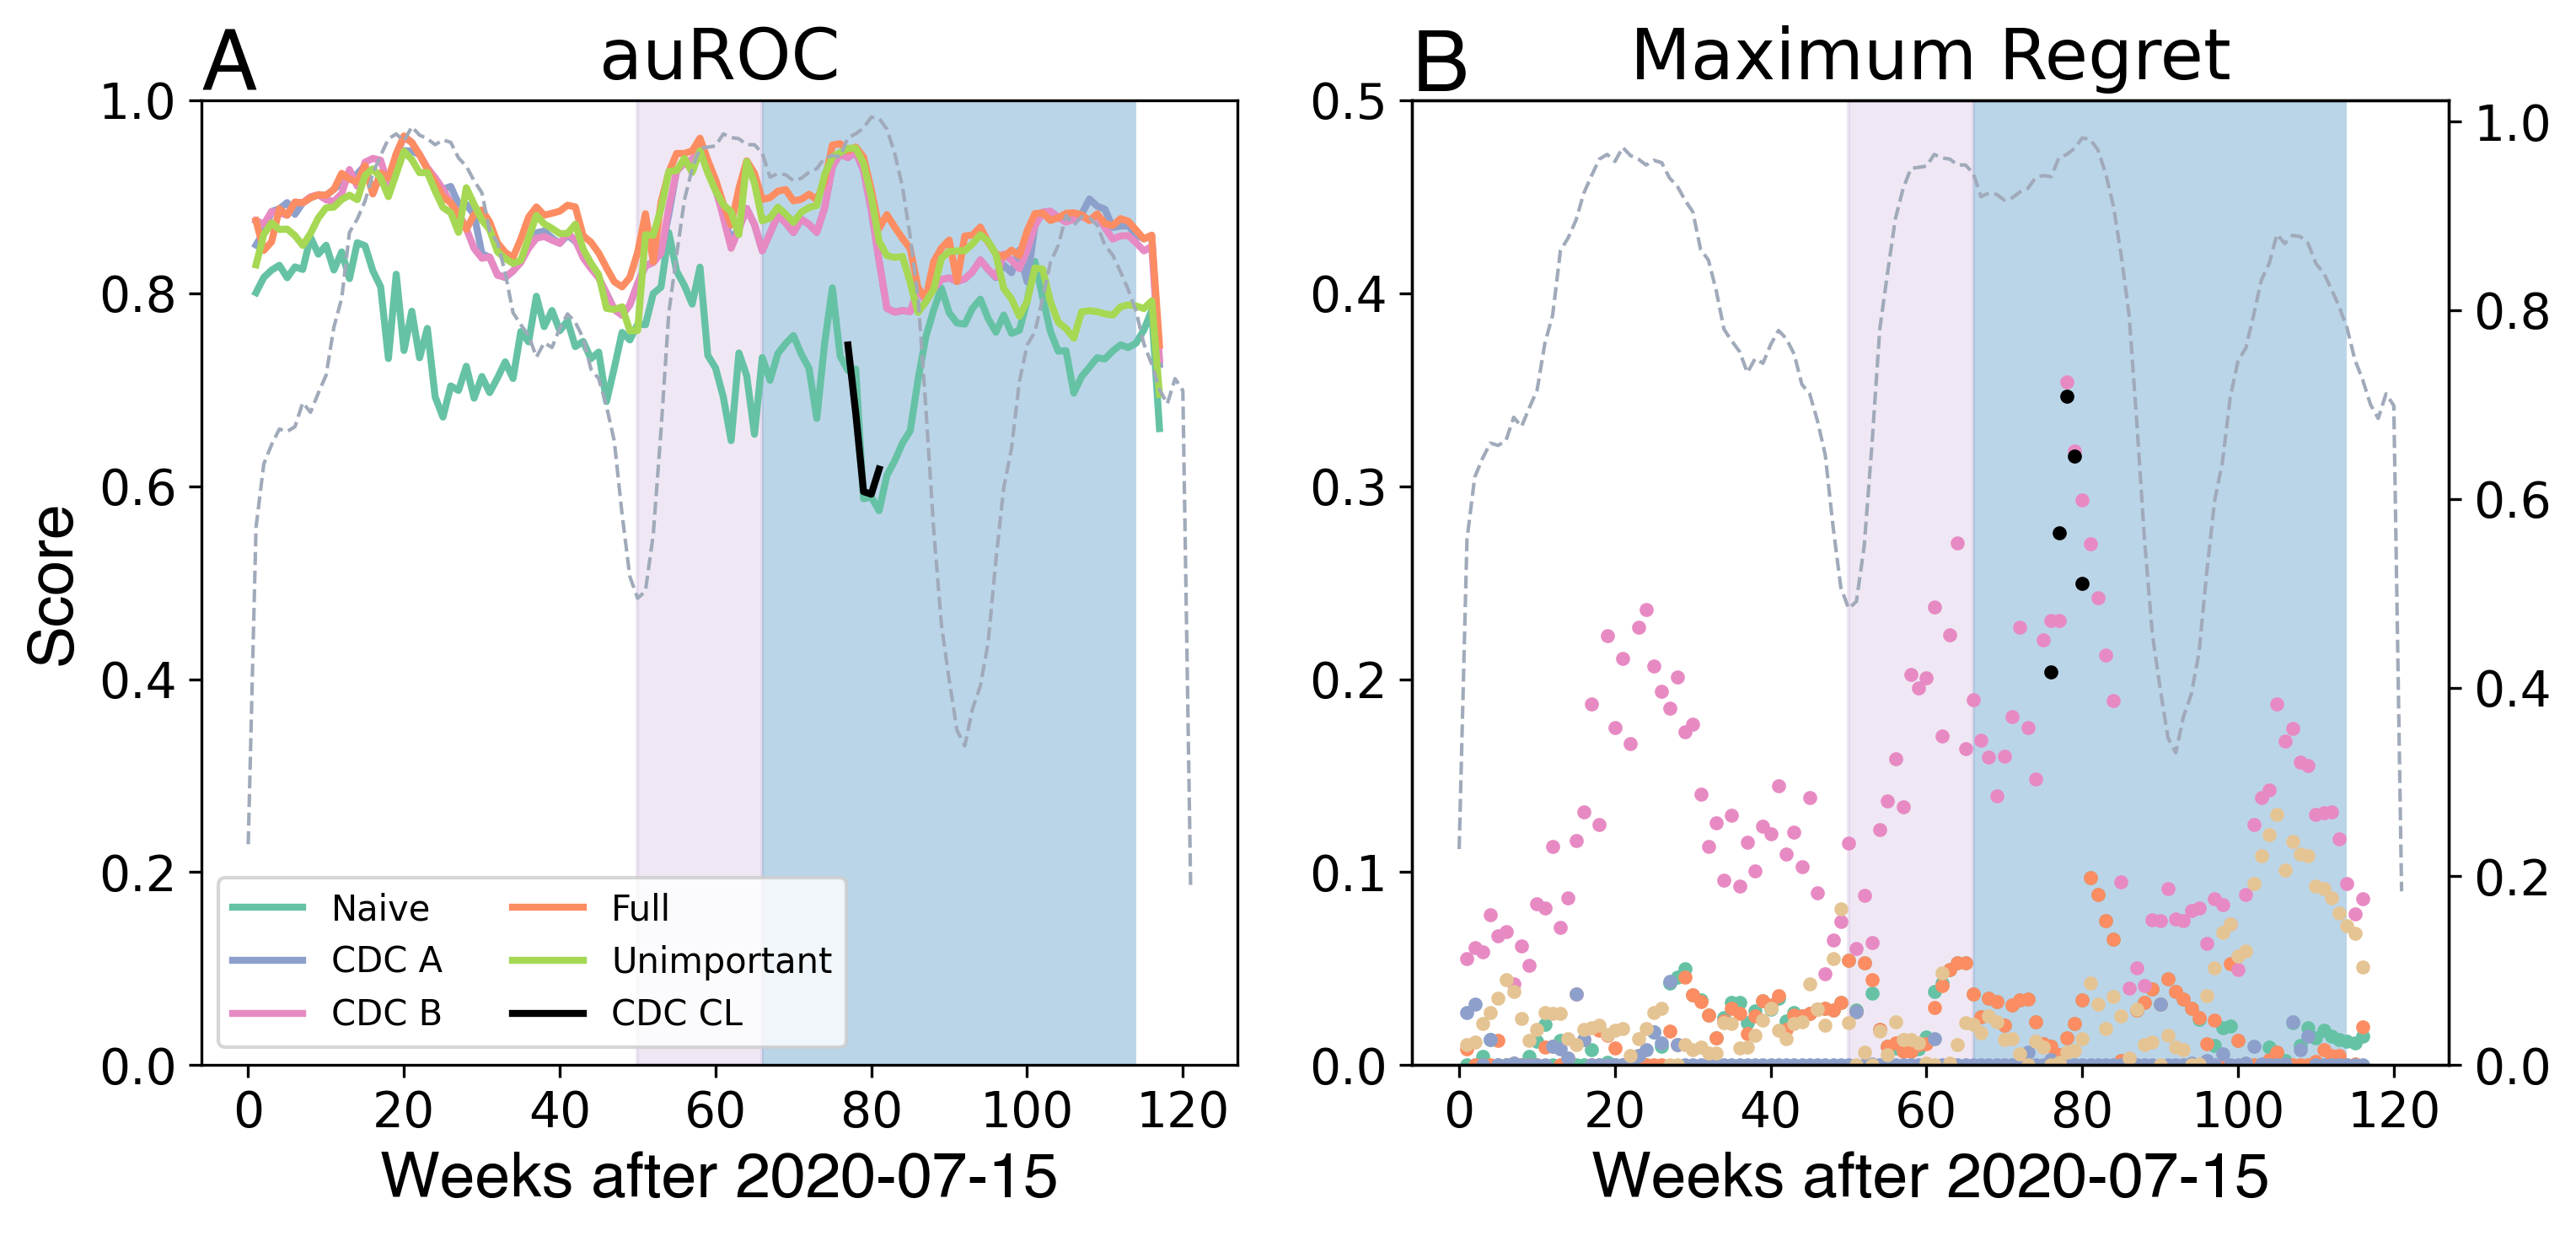 A
auROC
1.0
0.8
0.6
0.4
0.2
0.0
Score
Naive
CDC A
CDC B
Full
Unimportant
CDC CL
0 20 40 60 80 100 120
Weeks after 2020-07-15
B
Maximum Regret
0.5
0.4
0.3
0.2
0.1
0.0
1.0
0.8
0.6
0.4
0.2
0.0
0 20 40 60 80 100 120
Weeks after 2020-07-15